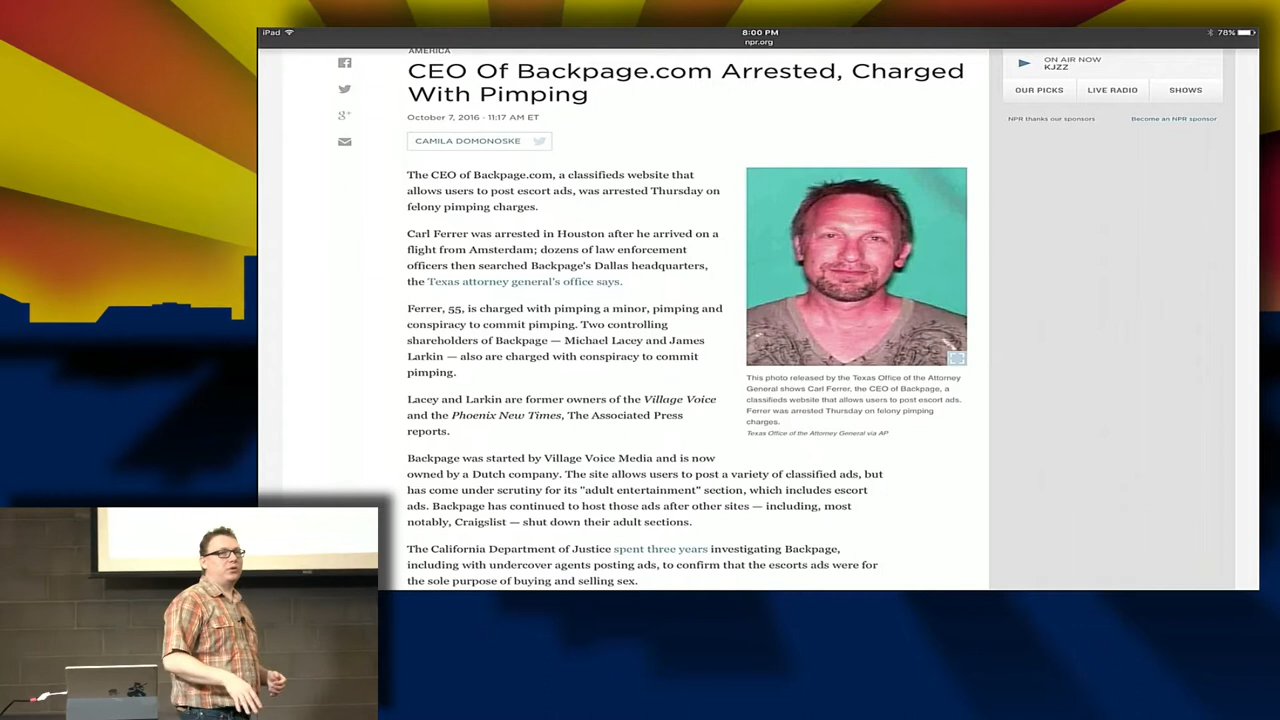 iPad
8:00 PM
npr.org
78%
AMERICA
CEO Of Backpage.com Arrested, Charged
With Pimping
October 7, 2016 · 11:17 AM ET
CAMILA DOMONOSKE
The CEO of Backpage.com, a classifieds website that
allows users to post escort ads, was arrested Thursday on
felony pimping charges.
Carl Ferrer was arrested in Houston after he arrived on a
flight from Amsterdam; dozens of law enforcement
officers then searched Backpage's Dallas headquarters,
the Texas attorney general's office says.
Ferrer, 55, is charged with pimping a minor, pimping and
conspiracy to commit pimping. Two controlling
shareholders of Backpage — Michael Lacey and James
Larkin — also are charged with conspiracy to commit
pimping.
Lacey and Larkin are former owners of the Village Voice
and the Phoenix New Times, The Associated Press
reports.
Backpage was started by Village Voice Media and is now
owned by a Dutch company. The site allows users to post a variety of classified ads, but
has come under scrutiny for its "adult entertainment" section, which includes escort
ads. Backpage has continued to host those ads after other sites — including, most
notably, Craigslist — shut down their adult sections.
The California Department of Justice spent three years investigating Backpage,
including with undercover agents posting ads, to confirm that the escorts ads were for
the sole purpose of buying and selling sex.
This photo released by the Texas Office of the Attorney
General shows Carl Ferrer, the CEO of Backpage, a
classifieds website that allows users to post escort ads.
Ferrer was arrested Thursday on felony pimping
charges.
Texas Office of the Attorney General via AP
ON AIR NOW
KJZZ
OUR PICKS
LIVE RADIO
SHOWS
NPR thanks our sponsors
Become an NPR sponsor